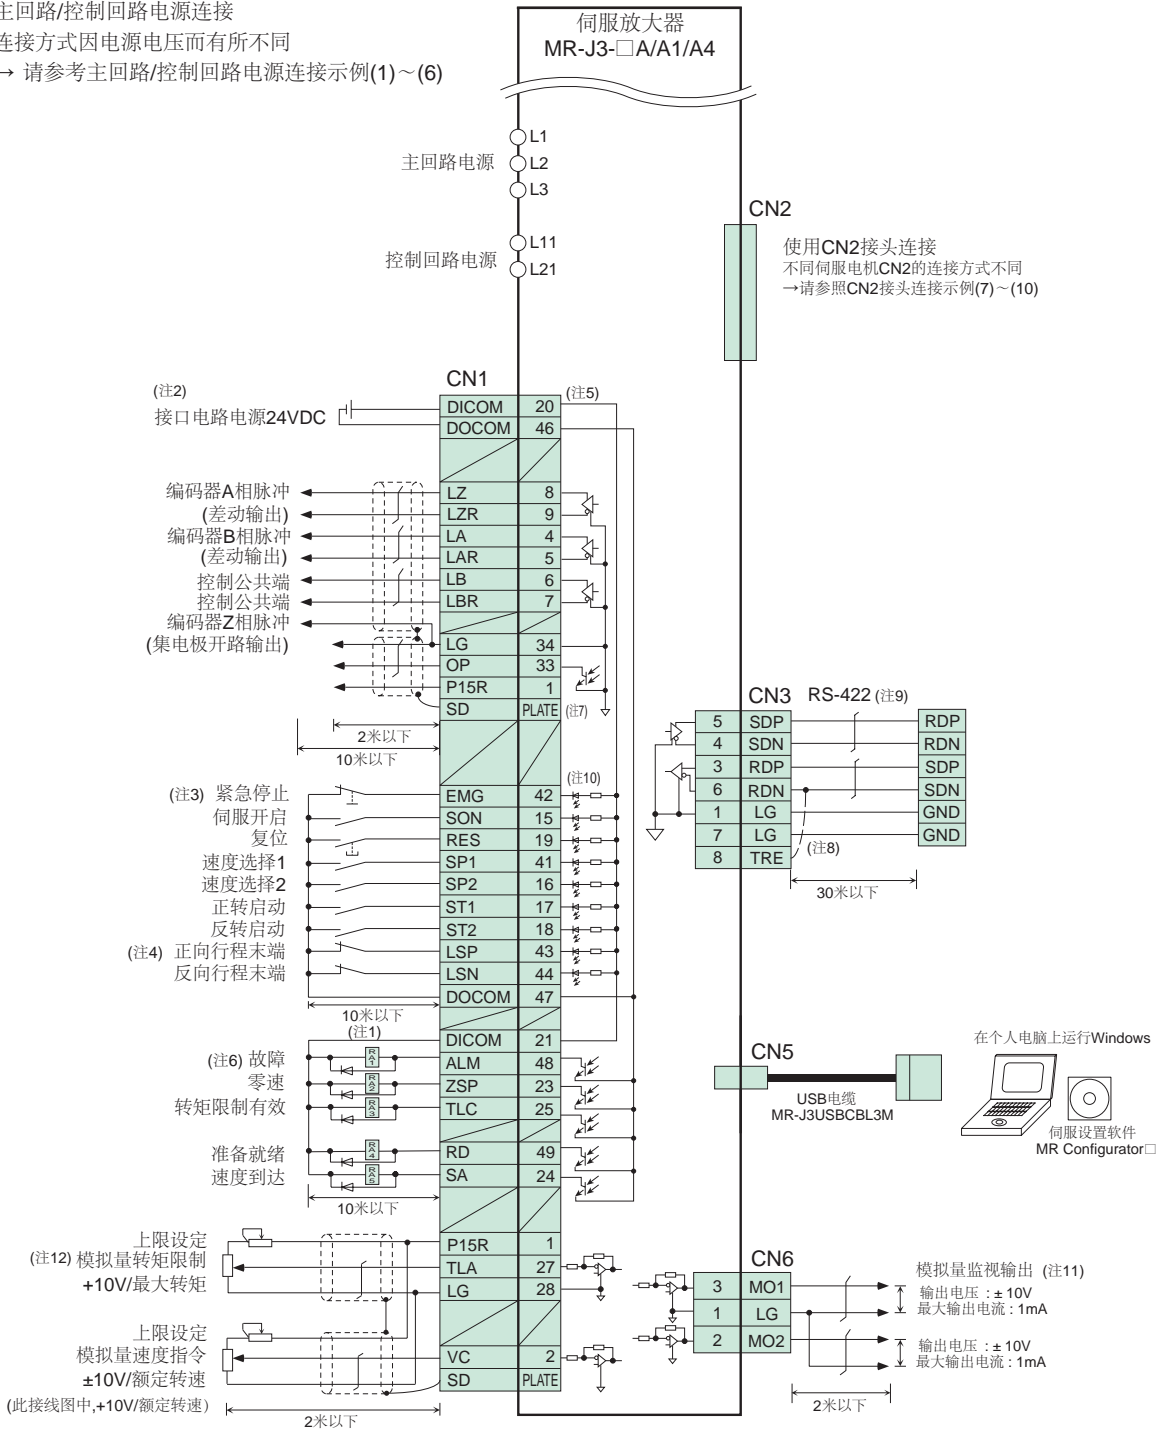 主回路/控制回路电源连接
连接方式因电源电压而有所不同
→ 请参考主回路/控制回路电源连接示例(1)～(6)
伺服放大器
MR-J3-□A/A1/A4
主回路电源
L1
L2
L3
控制回路电源
L11
L21
CN2
使用CN2接头连接
不同伺服电机CN2的连接方式不同
→请参照CN2接头连接示例(7)～(10)
CN1
(注2)
接口电路电源24VDC
DICOM 20 (注5)
DOCOM 46
编码器A相脉冲 LZ 8
(差动输出) LZR 9
编码器B相脉冲 LA 4
(差动输出) LAR 5
控制公共端 LB 6
控制公共端 LBR 7
编码器Z相脉冲
(集电极开路输出) LG 34
OP 33
P15R 1
SD PLATE (注7)
2米以下
10米以下
(注10)
(注3) 紧急停止 EMG 42
伺服开启 SON 15
复位 RES 19
速度选择1 SP1 41
速度选择2 SP2 16
正转启动 ST1 17
反转启动 ST2 18
(注4) 正向行程末端 LSP 43
反向行程末端 LSN 44
DOCOM 47
10米以下
(注1)
DICOM 21
(注6) 故障 RA1 ALM 48
零速 RA2 ZSP 23
转矩限制有效 RA3 TLC 25
准备就绪 RA4 RD 49
速度到达 RA5 SA 24
10米以下
上限设定 P15R 1
(注12) 模拟量转矩限制 TLA 27
+10V/最大转矩 LG 28
上限设定
模拟量速度指令 VC 2
±10V/额定转速 SD PLATE
(此接线图中,+10V/额定转速)
2米以下
CN3 RS-422 (注9)
5 SDP RDP
4 SDN RDN
3 RDP SDP
6 RDN SDN
1 LG GND
7 LG GND
8 TRE (注8)
30米以下
CN5
USB电缆
MR-J3USBCBL3M
在个人电脑上运行Windows
伺服设置软件
MR Configurator□
CN6
模拟量监视输出 (注11)
3 MO1
输出电压 : ± 10V
最大输出电流 : 1mA
1 LG
2 MO2
输出电压 : ± 10V
最大输出电流 : 1mA
2米以下